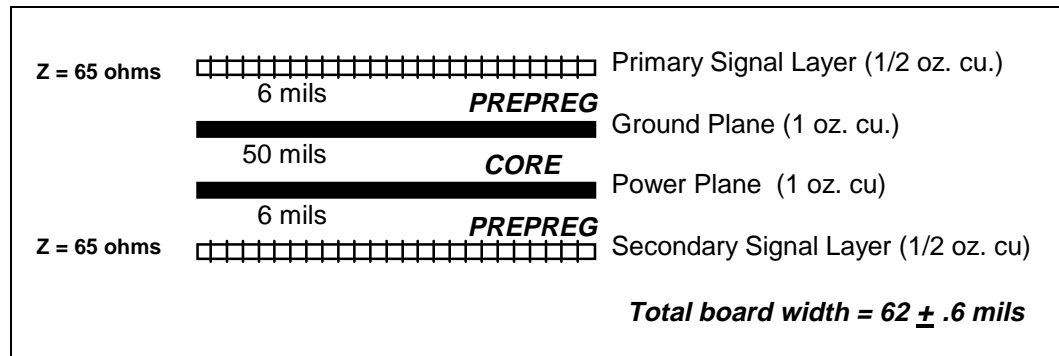 Z = 65 ohms Primary Signal Layer (1/2 oz. cu.)
6 mils PREPREG
Ground Plane (1 oz. cu.)
50 mils CORE
Power Plane (1 oz. cu)
6 mils PREPREG
Z = 65 ohms Secondary Signal Layer (1/2 oz. cu)
Total board width = 62 ± .6 mils